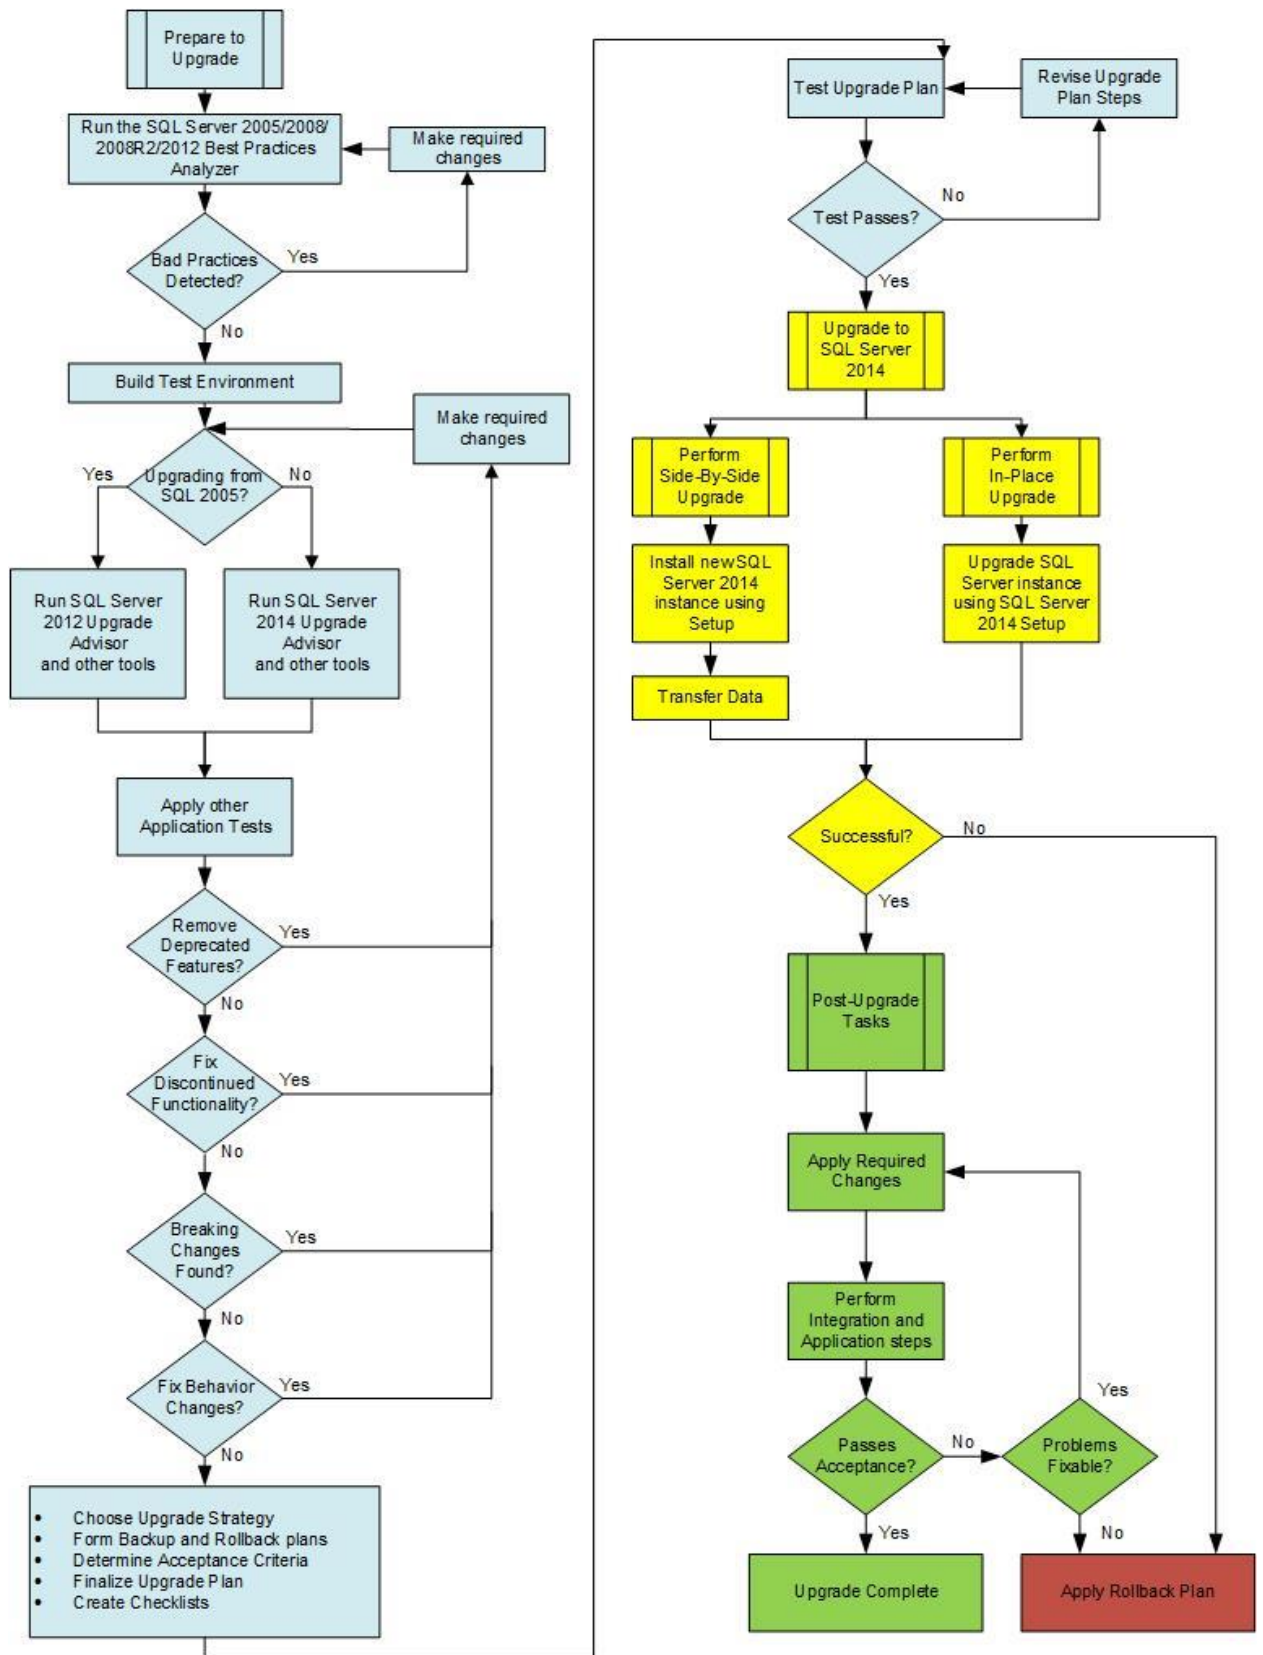 Prepare to
Upgrade
Run the SQL Server 2005/2008/
2008R2/2012 Best Practices
Analyzer
Make required
changes
Bad Practices
Detected?
Yes
No
Build Test Environment
Make required
changes
Upgrading from
SQL 2005?
Yes
No
Run SQL Server
2012 Upgrade
Advisor
and other tools
Run SQL Server
2014 Upgrade
Advisor
and other tools
Apply other
Application Tests
Remove
Deprecated
Features?
Yes
No
Fix
Discontinued
Functionality?
Yes
No
Breaking
Changes
Found?
Yes
No
Fix Behavior
Changes?
Yes
No
• Choose Upgrade Strategy
• Form Backup and Rollback plans
• Determine Acceptance Criteria
• Finalize Upgrade Plan
• Create Checklists
Test Upgrade Plan
Revise Upgrade
Plan Steps
Test Passes?
No
Yes
Upgrade to
SQL Server
2014
Perform
Side-By-Side
Upgrade
Perform
In-Place
Upgrade
Install new SQL
Server 2014
instance using
Setup
Upgrade SQL
Server instance
using SQL Server
2014 Setup
Transfer Data
Successful?
No
Yes
Post-Upgrade
Tasks
Apply Required
Changes
Perform
Integration and
Application steps
Passes
Acceptance?
No
Problems
Fixable?
Yes
Yes
No
Upgrade Complete
Apply Rollback Plan